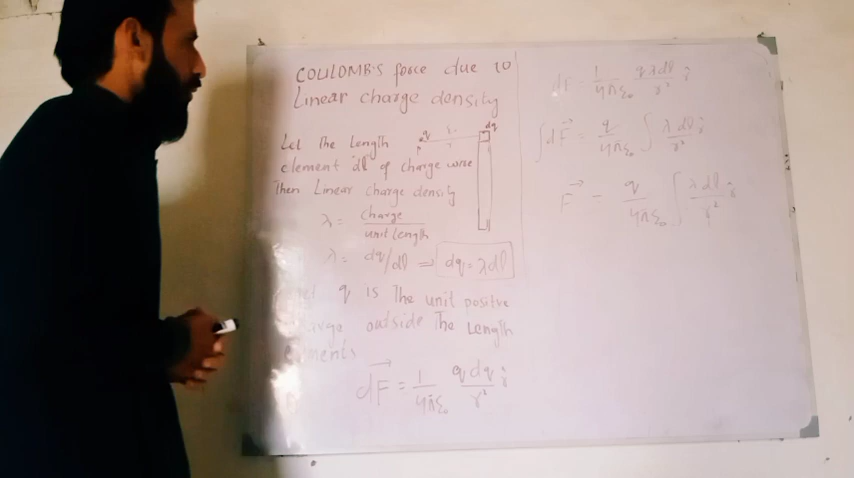 COULOMB'S force due to
Linear charge density
Let The Length
element dl of charge wire
Then Linear charge density
λ = charge / unit length
λ = dq/dl ⇒ dq = λdl
q r dq
q is The unit positive
outside The Length
dF⃗ = 1/4πε₀ q dq/r² r̂
dF = 1/4πε₀ qλdl/r² r̂
∫dF⃗ = q/4πε₀ ∫ λdl/r² r̂
F⃗ = q/4πε₀ ∫ λdl/r² r̂